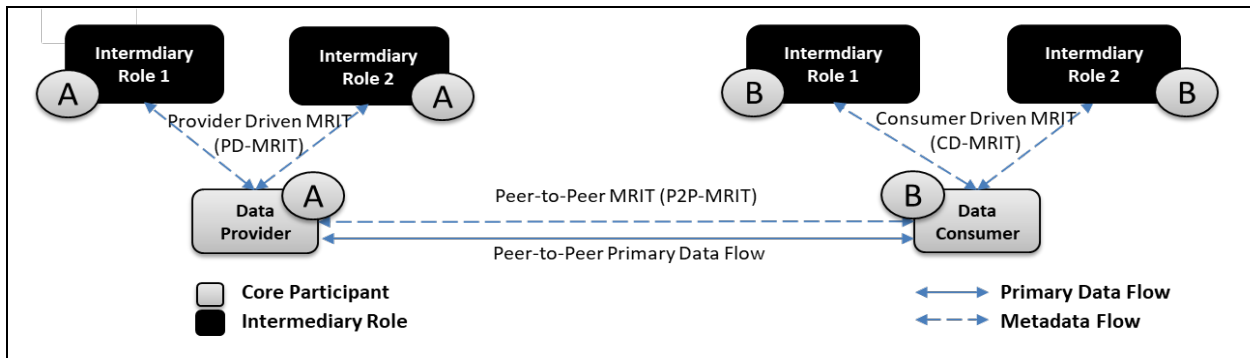 Intermdiary
Role 1
Intermdiary
Role 2
Intermdiary
Role 1
Intermdiary
Role 2
A
A
B
B
Provider Driven MRIT
(PD-MRIT)
Consumer Driven MRIT
(CD-MRIT)
A
B
Data
Provider
Peer-to-Peer MRIT (P2P-MRIT)
Data
Consumer
Peer-to-Peer Primary Data Flow
Core Participant
Intermediary Role
Primary Data Flow
Metadata Flow